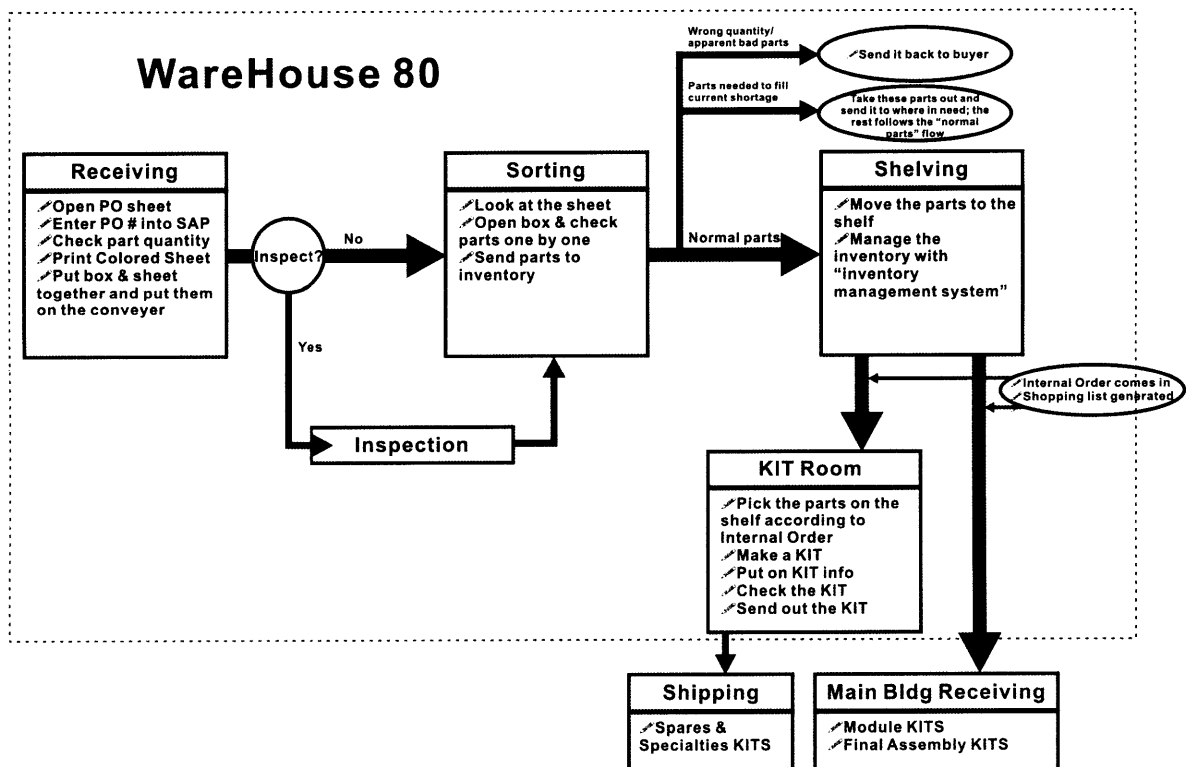 Wrong quantity/
apparent bad parts
Send it back to buyer
WareHouse 80
Parts needed to fill
current shortage
Take these parts out and
send it to where in need; the
rest follows the "normal
parts" flow
Receiving
Open PO sheet
Enter PO # into SAP
Check part quantity
Print Colored Sheet
Put box & sheet
together and put them
on the conveyer
Inspect?
No
Yes
Inspection
Sorting
Look at the sheet
Open box & check
parts one by one
Send parts to
inventory
Normal parts
Shelving
Move the parts to the
shelf
Manage the
inventory with
"inventory
management system"
Internal Order comes in
Shopping list generated
KIT Room
Pick the parts on the
shelf according to
Internal Order
Make a KIT
Put on KIT info
Check the KIT
Send out the KIT
Shipping
Spares &
Specialties KITS
Main Bldg Receiving
Module KITS
Final Assembly KITS